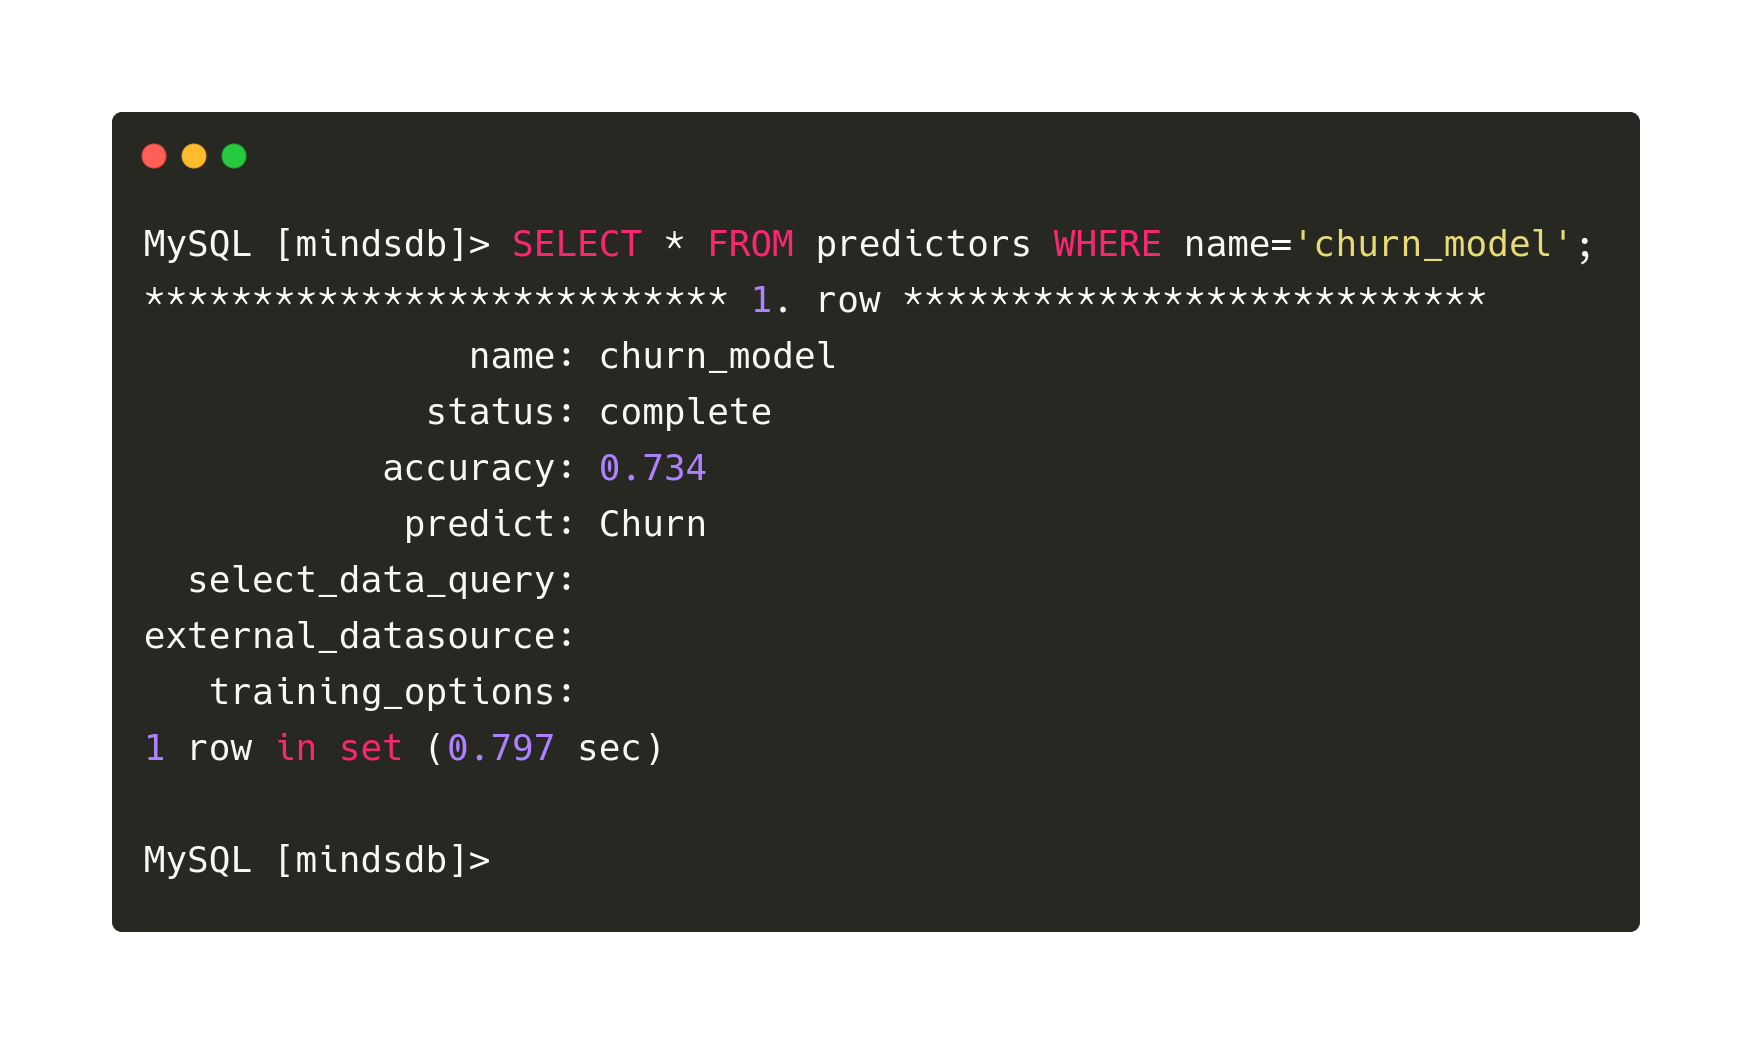 MySQL [mindsdb]> SELECT * FROM predictors WHERE name='churn_model';
*************************** 1. row ***************************
name: churn_model
status: complete
accuracy: 0.734
predict: Churn
select_data_query:
external_datasource:
training_options:
1 row in set (0.797 sec)
MySQL [mindsdb]>